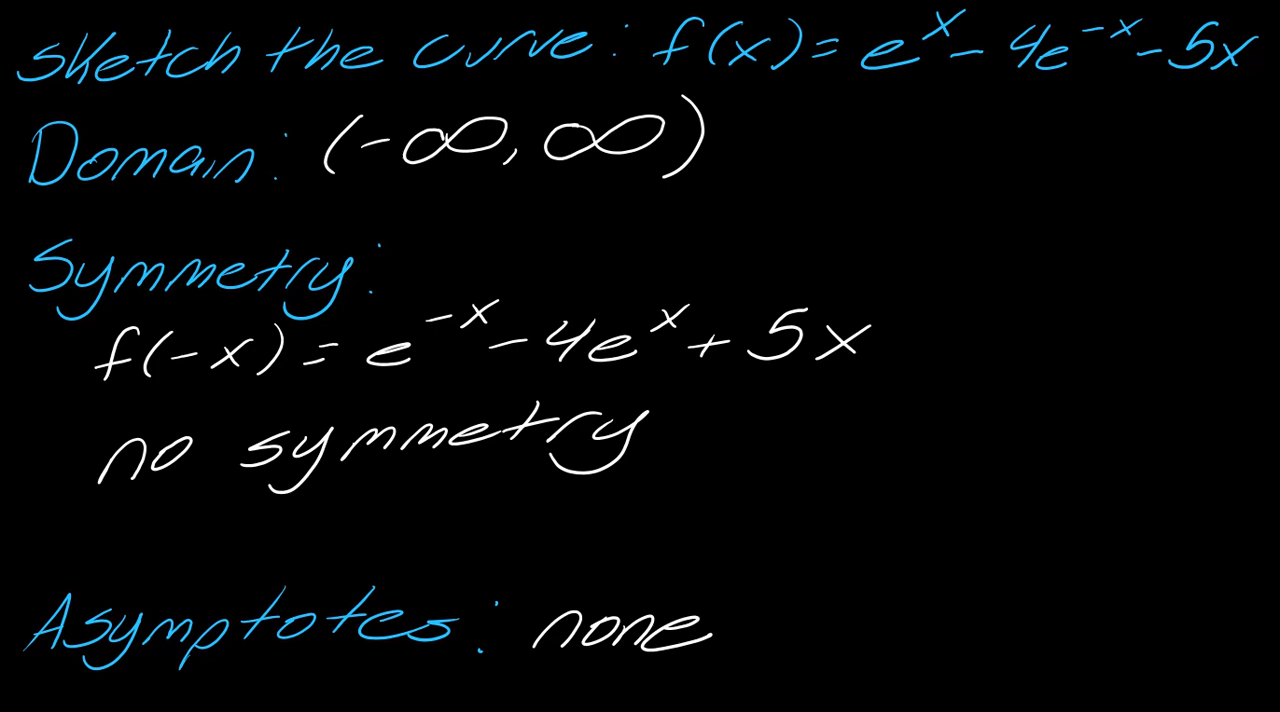 Sketch the curve: f(x) = e^x - 4e^-x - 5x
Domain: (-∞, ∞)
Symmetry:
f(-x) = e^-x - 4e^x + 5x
no symmetry
Asymptotes: none